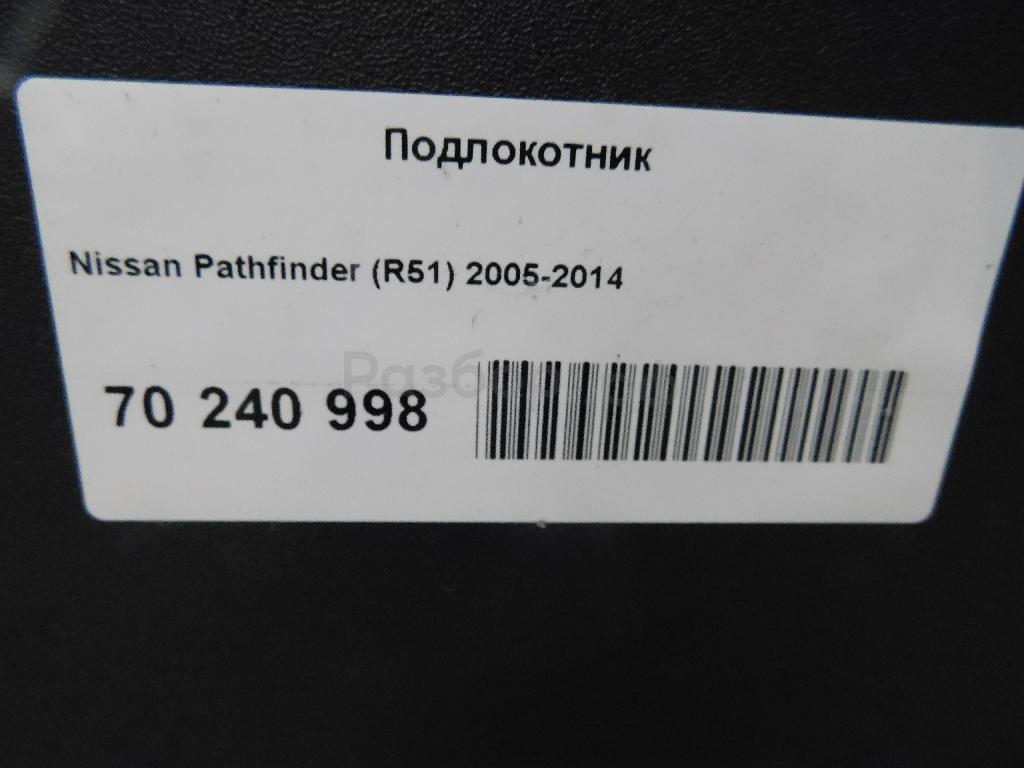 Подлокотник
Nissan Pathfinder (R51) 2005-2014
70 240 998